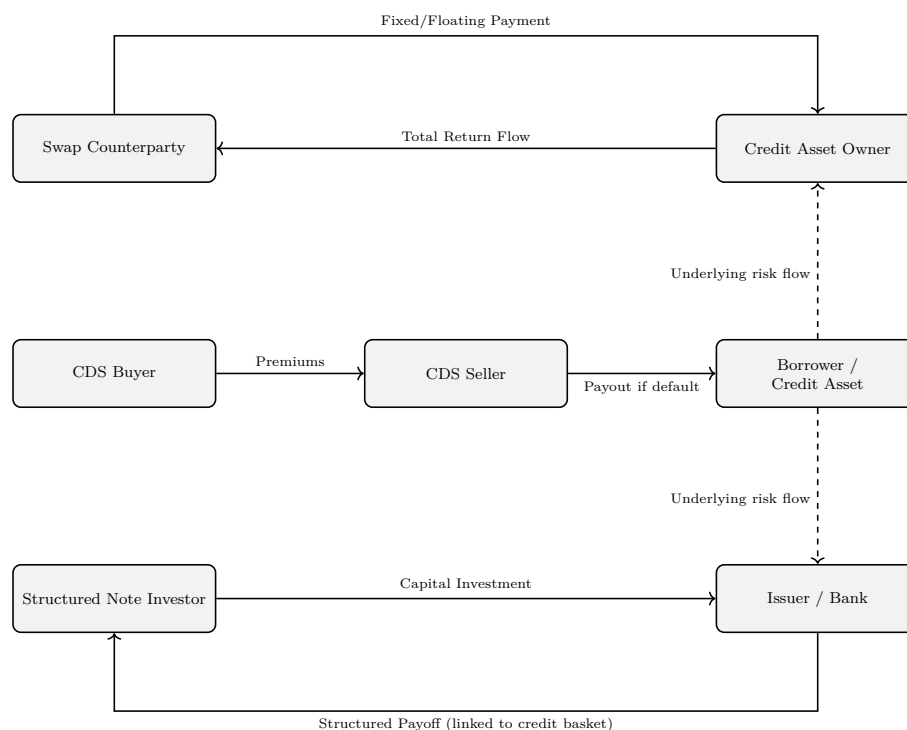 Fixed/Floating Payment
Swap Counterparty
Total Return Flow
Credit Asset Owner
Underlying risk flow
CDS Buyer
Premiums
CDS Seller
Payout if default
Borrower /
Credit Asset
Underlying risk flow
Structured Note Investor
Capital Investment
Issuer / Bank
Structured Payoff (linked to credit basket)